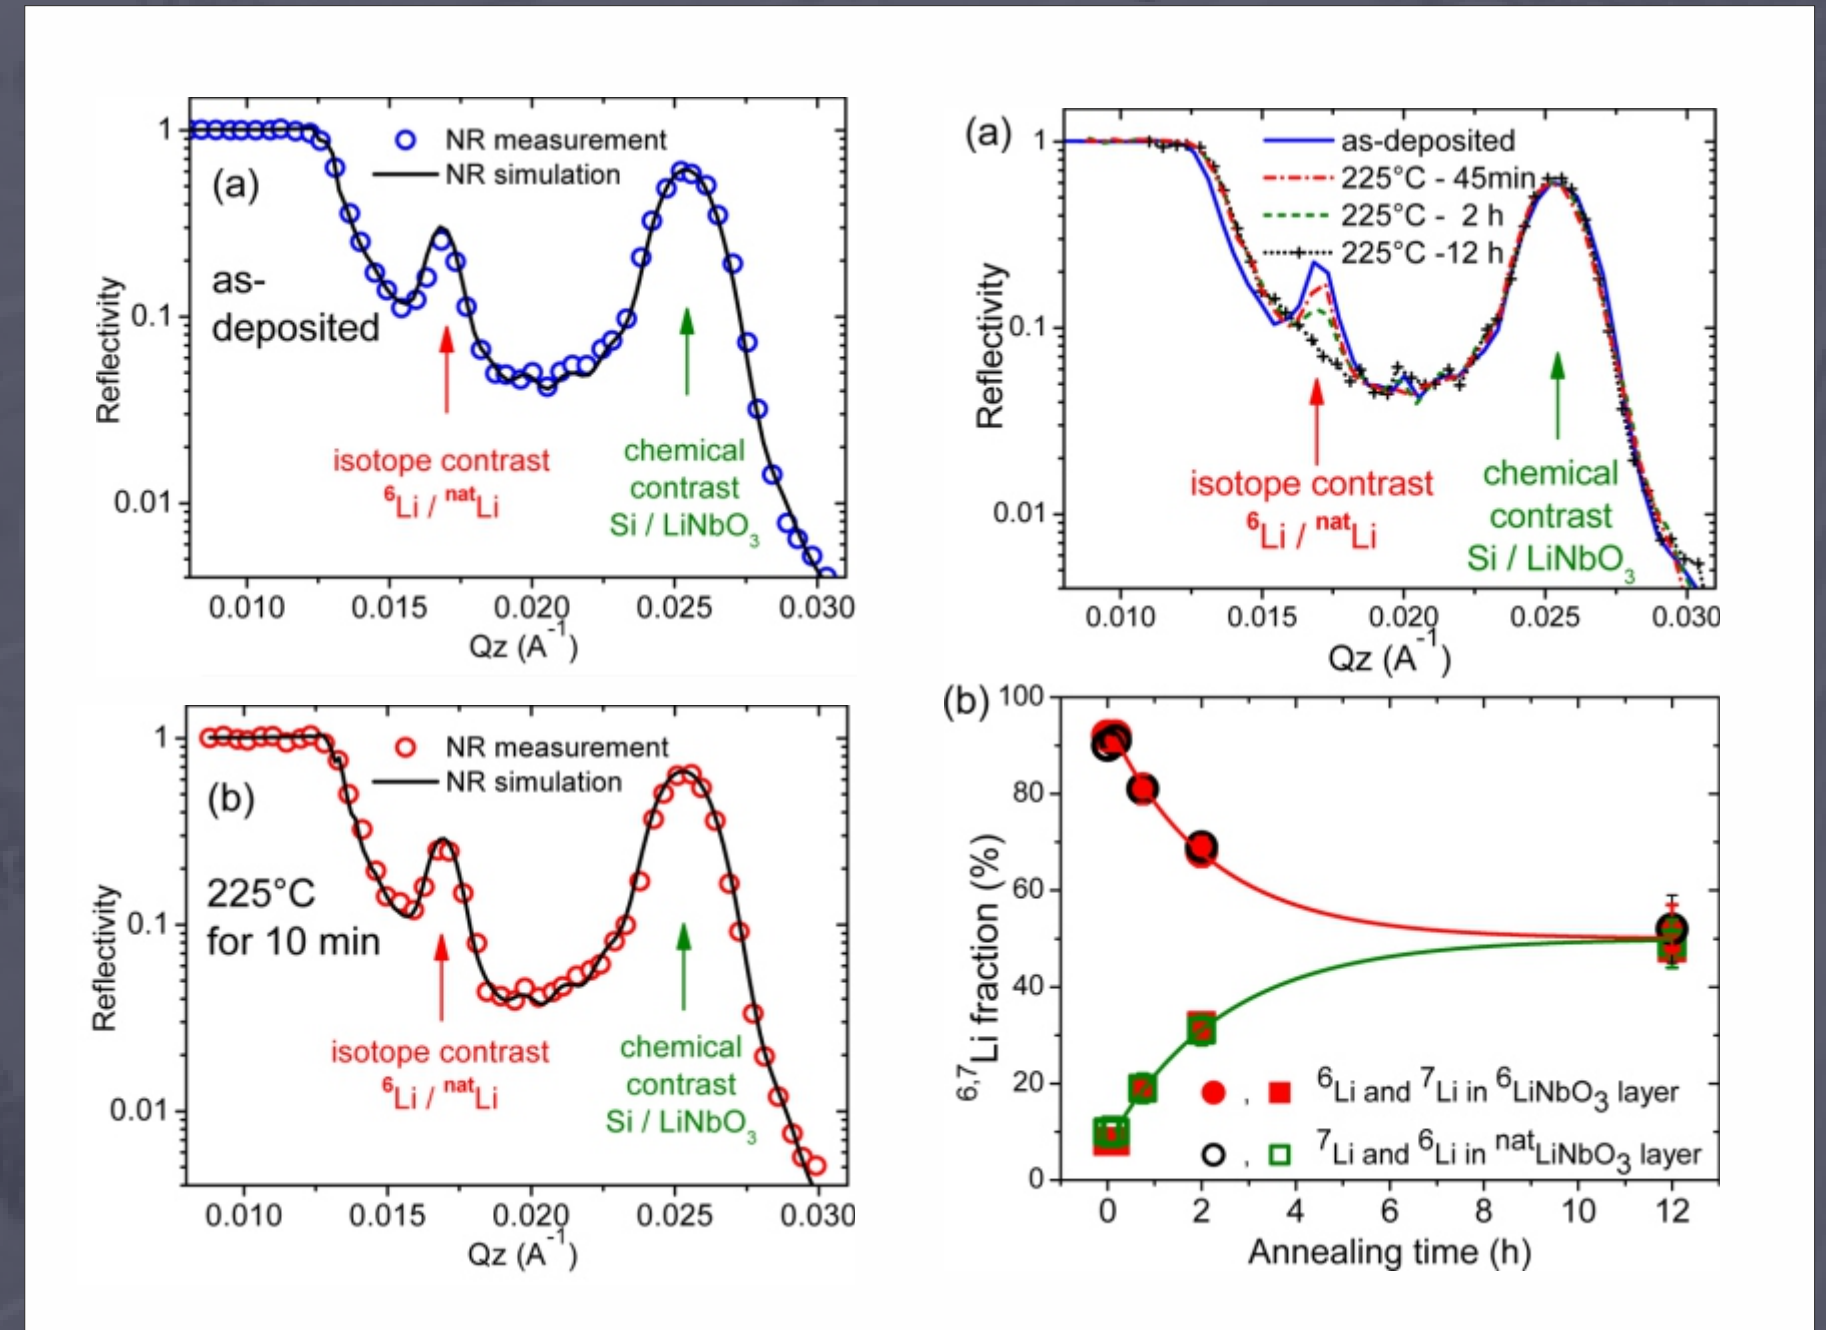 1
0.1
0.01
Reflectivity
NR measurement
NR simulation
(a)
as-
deposited
isotope contrast
⁶Li / ⁿᵃᵗLi
chemical
contrast
Si / LiNbO₃
0.010 0.015 0.020 0.025 0.030
Qz (A⁻¹)
(a)
1
0.1
0.01
Reflectivity
as-deposited
225°C - 45min
225°C - 2 h
225°C -12 h
isotope contrast
⁶Li / ⁿᵃᵗLi
chemical
contrast
Si / LiNbO₃
0.010 0.015 0.020 0.025 0.030
Qz (A⁻¹)
1
0.1
0.01
Reflectivity
NR measurement
NR simulation
(b)
225°C
for 10 min
isotope contrast
⁶Li / ⁿᵃᵗLi
chemical
contrast
Si / LiNbO₃
0.010 0.015 0.020 0.025 0.030
Qz (A⁻¹)
(b)
100
80
60
40
20
0
⁶,⁷Li fraction (%)
, ⁶Li and ⁷Li in ⁶LiNbO₃ layer
, ⁷Li and ⁶Li in ⁿᵃᵗLiNbO₃ layer
0 2 4 6 8 10 12
Annealing time (h)